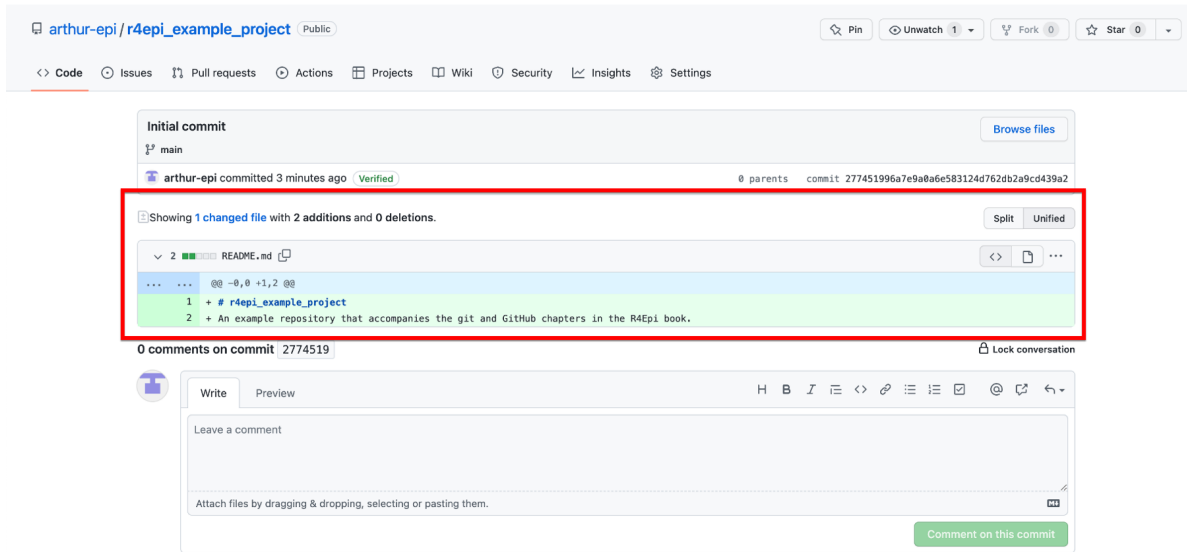 arthur-epi / r4epi_example_project Public
Pin
Unwatch 1
Fork 0
Star 0
Code
Issues
Pull requests
Actions
Projects
Wiki
Security
Insights
Settings
Initial commit
Browse files
main
arthur-epi committed 3 minutes ago Verified
0 parents commit 277451996a7e9a0a6e583124d762db2a9cd439a2
Showing 1 changed file with 2 additions and 0 deletions.
Split Unified
2 README.md
... ... @@ -0,0 +1,2 @@
1 + # r4epi_example_project
2 + An example repository that accompanies the git and GitHub chapters in the R4Epi book.
0 comments on commit 2774519
Lock conversation
Write Preview
Leave a comment
Attach files by dragging & dropping, selecting or pasting them.
Comment on this commit